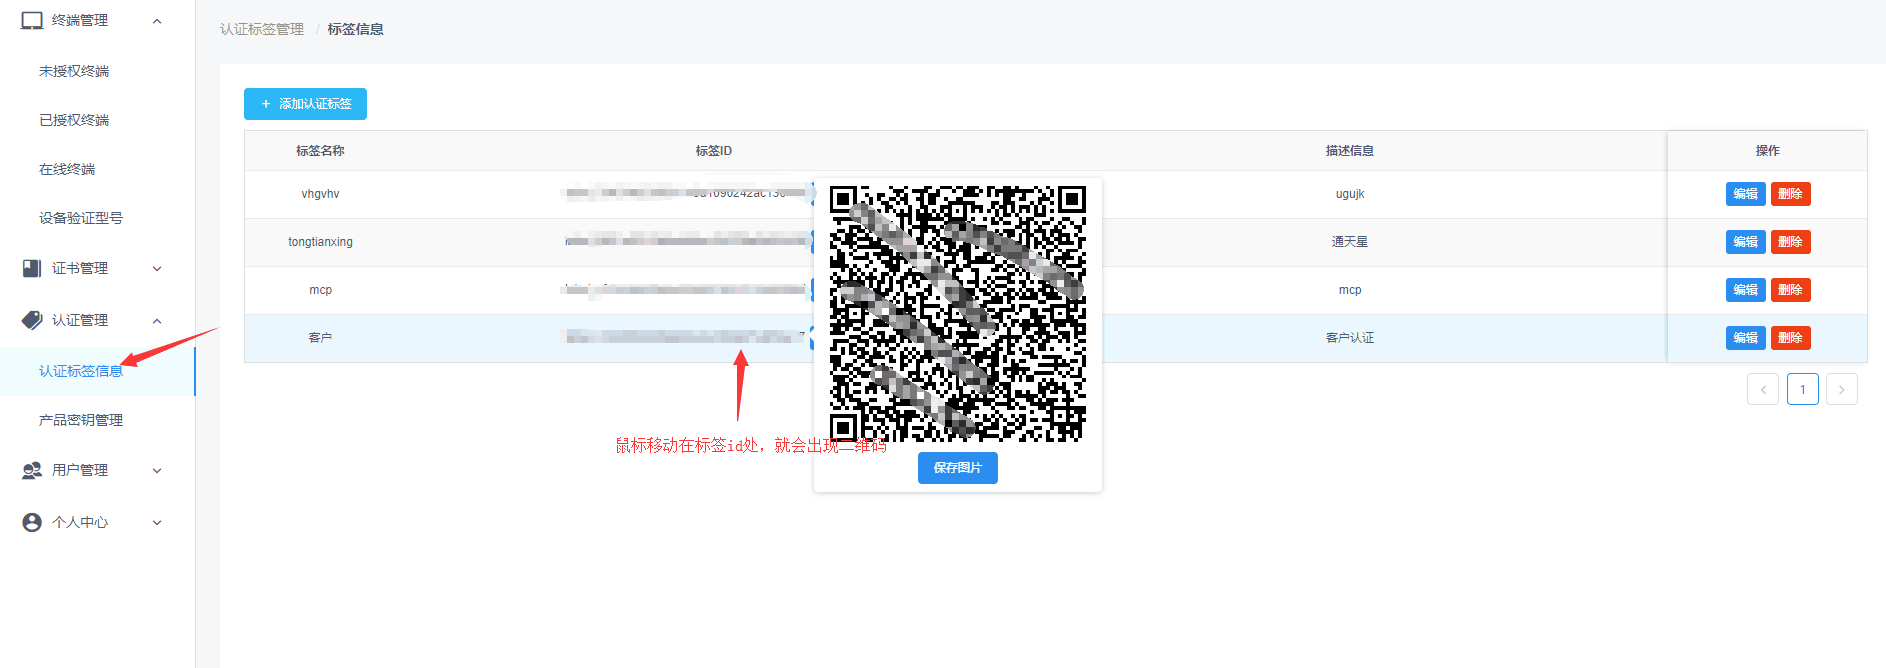 终端管理
未授权终端
已授权终端
在线终端
设备验证型号
证书管理
认证管理
认证标签信息
产品密钥管理
用户管理
个人中心
认证标签管理 / 标签信息
+ 添加认证标签
标签名称 标签ID 描述信息 操作
vhgvhv ugujk 编辑 删除
tongtianxing 通天星 编辑 删除
mcp mcp 编辑 删除
客户 客户认证 编辑 删除
1
鼠标移动在标签id处，就会出现二维码
保存图片